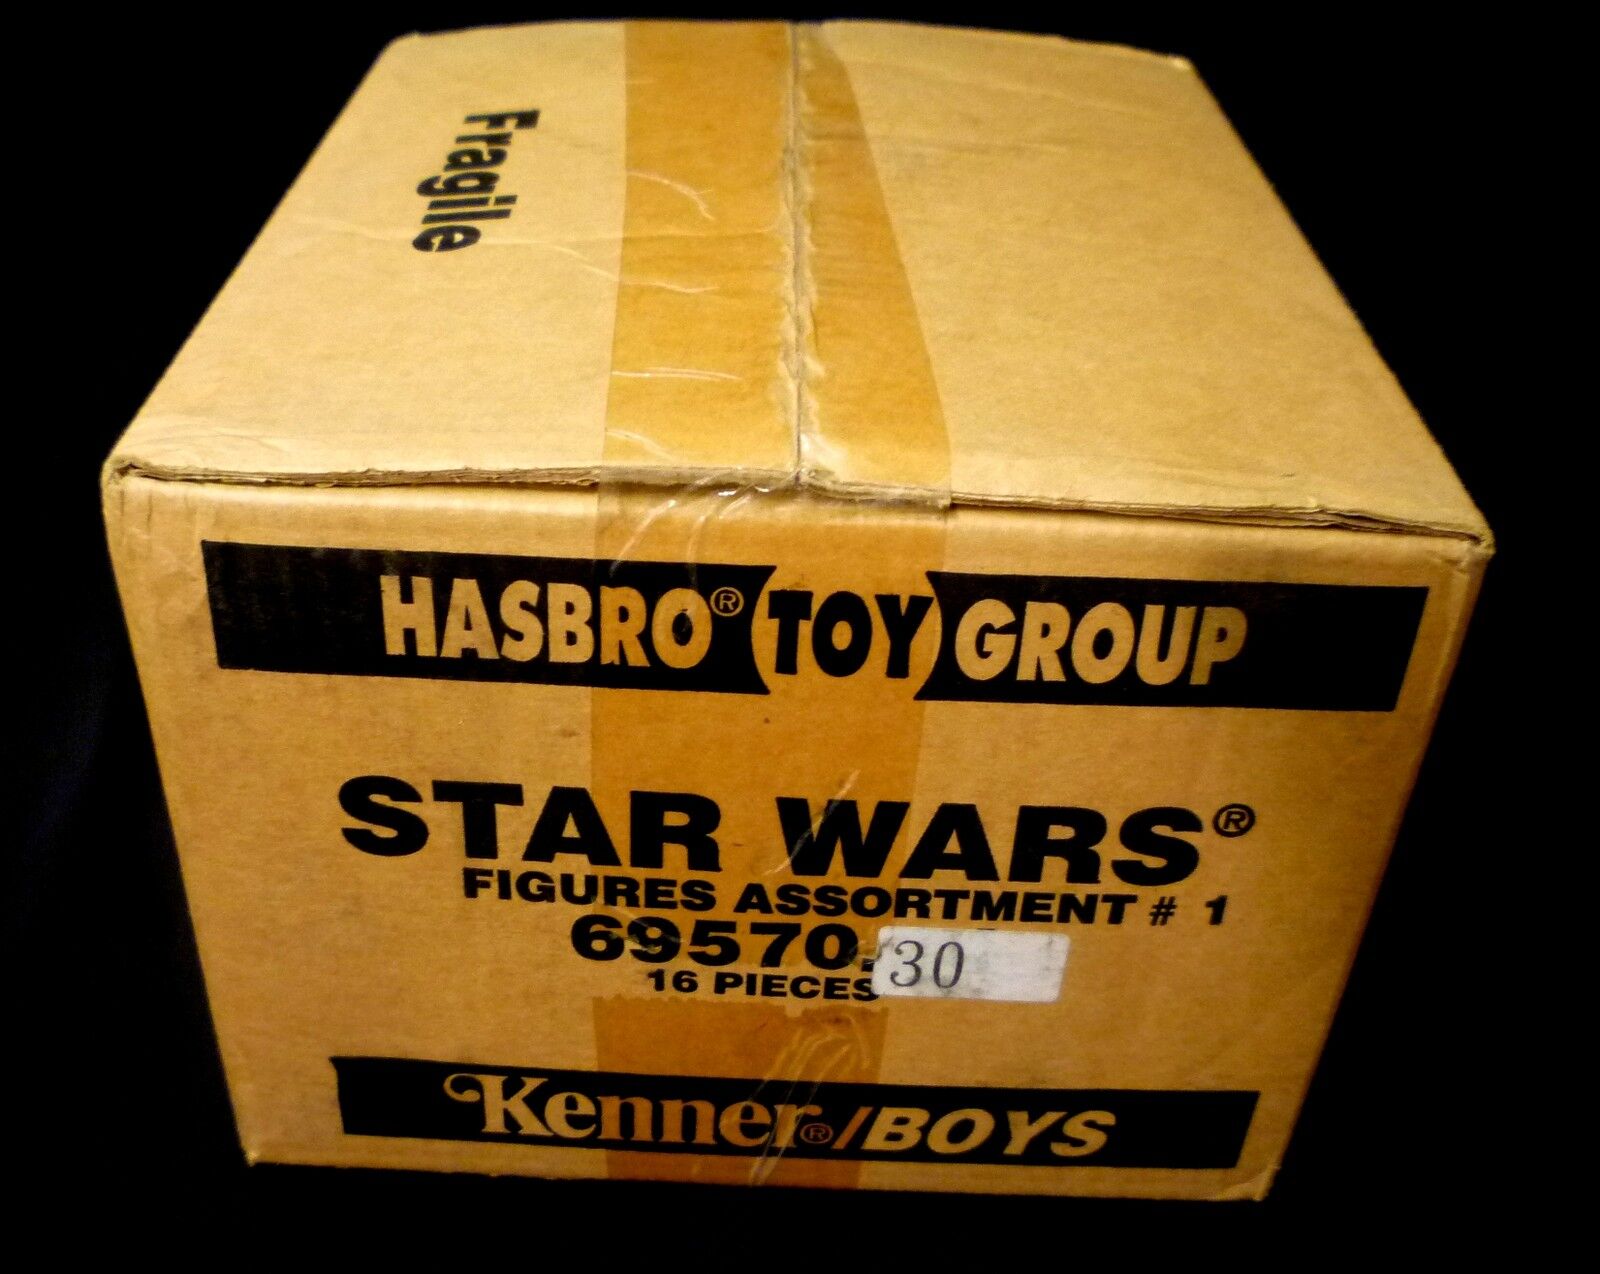 Fragile
HASBRO® TOY GROUP
STAR WARS®
FIGURES ASSORTMENT # 1
69570.30
16 PIECES
Kenner®/BOYS